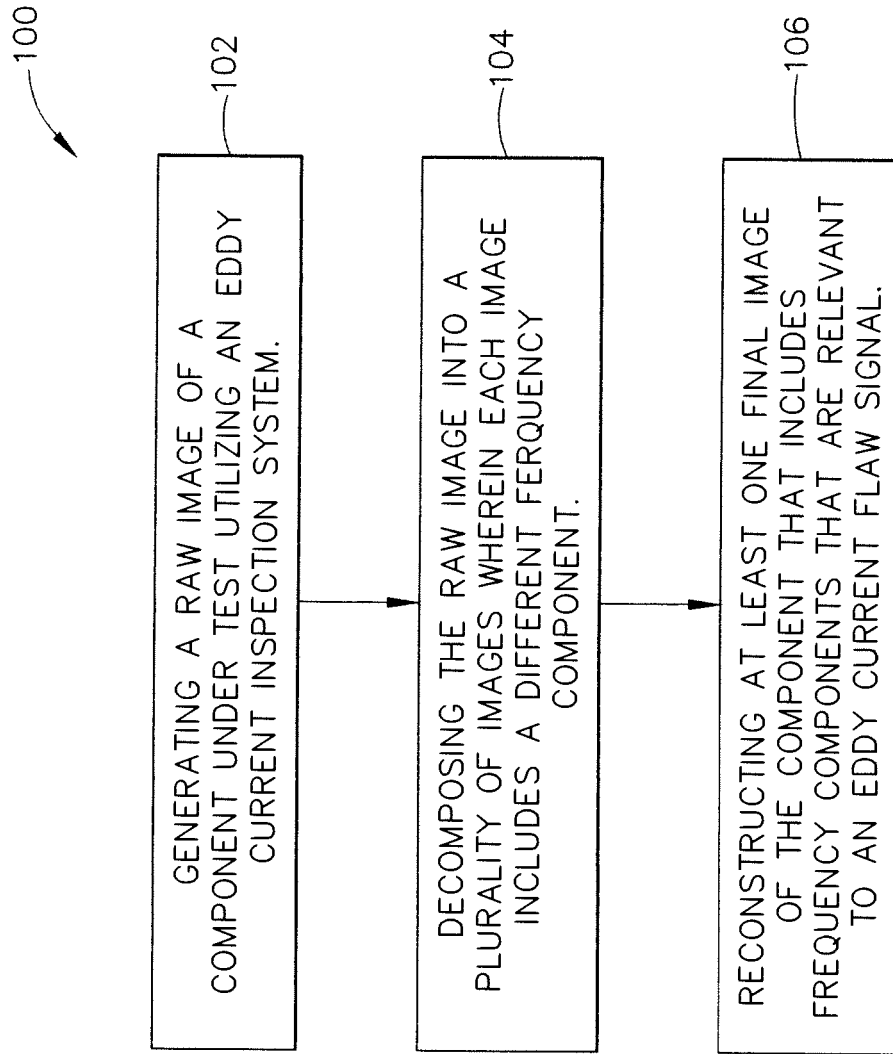 100
GENERATING A RAW IMAGE OF A
COMPONENT UNDER TEST UTILIZING AN EDDY
CURRENT INSPECTION SYSTEM.
102
DECOMPOSING THE RAW IMAGE INTO A
PLURALITY OF IMAGES WHEREIN EACH IMAGE
INCLUDES A DIFFERENT FERQUENCY
COMPONENT.
104
RECONSTRUCTING AT LEAST ONE FINAL IMAGE
OF THE COMPONENT THAT INCLUDES
FREQUENCY COMPONENTS THAT ARE RELEVANT
TO AN EDDY CURRENT FLAW SIGNAL.
106